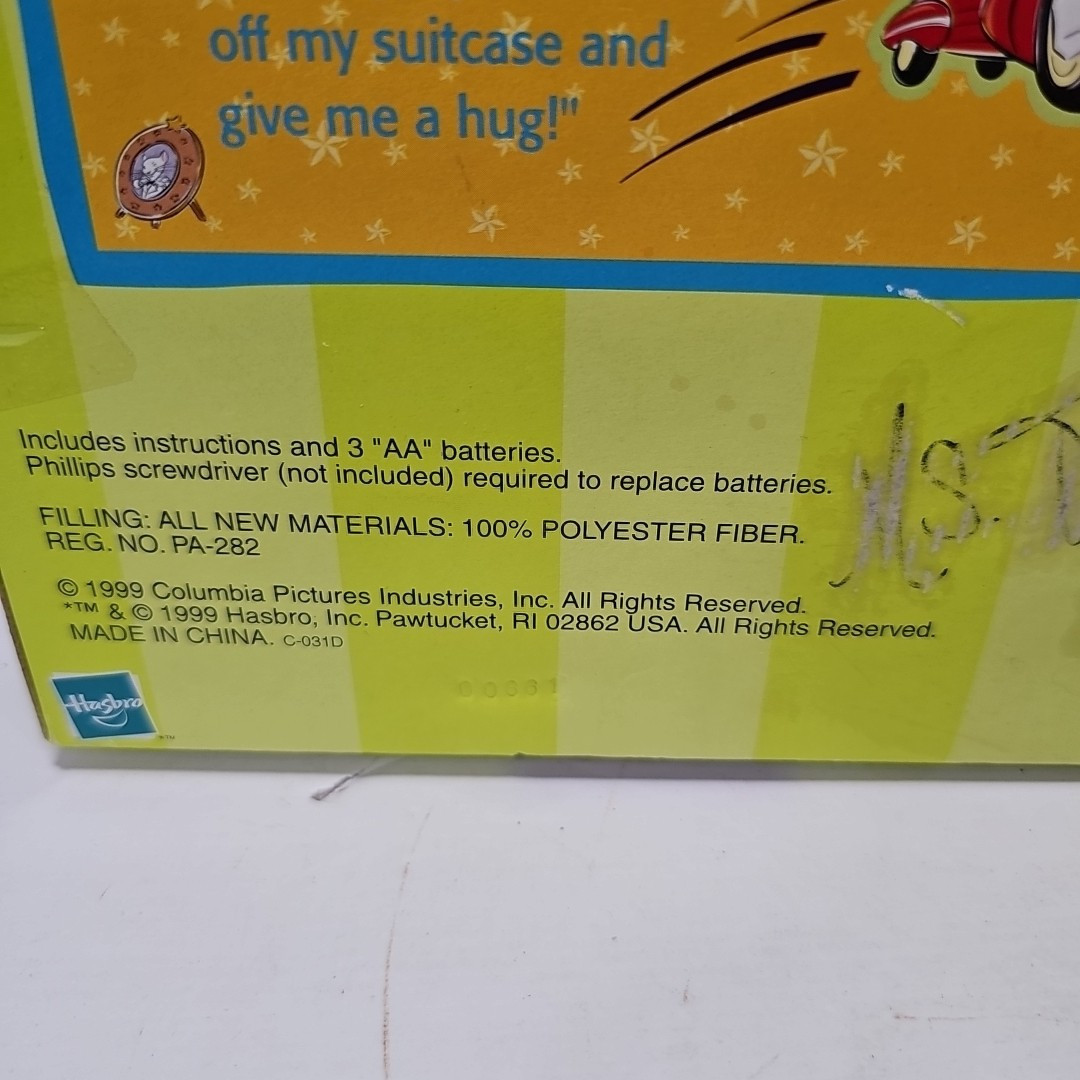 off my suitcase and
give me a hug!"
Includes instructions and 3 "AA" batteries.
Phillips screwdriver (not included) required to replace batteries.
FILLING: ALL NEW MATERIALS: 100% POLYESTER FIBER.
REG. NO. PA-282
© 1999 Columbia Pictures Industries, Inc. All Rights Reserved.
*™ & © 1999 Hasbro, Inc. Pawtucket, RI 02862 USA. All Rights Reserved.
MADE IN CHINA. C-031D
Hasbro
*™